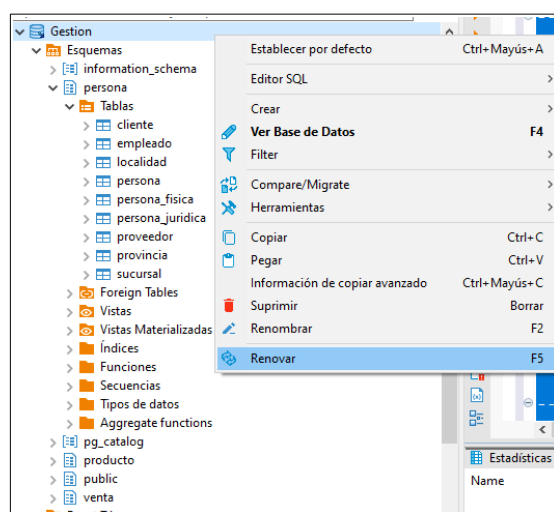 Gestion
Esquemas
information_schema
persona
Tablas
cliente
empleado
localidad
persona
persona_fisica
persona_juridica
proveedor
provincia
sucursal
Foreign Tables
Vistas
Vistas Materializadas
Índices
Funciones
Secuencias
Tipos de datos
Aggregate functions
pg_catalog
producto
public
venta
Establecer por defecto Ctrl+Mayús+A
Editor SQL
Crear
Ver Base de Datos F4
Filter
Compare/Migrate
Herramientas
Copiar Ctrl+C
Pegar Ctrl+V
Información de copiar avanzado Ctrl+Mayús+C
Suprimir Borrar
Renombrar F2
Renovar F5
Estadísticas
Name